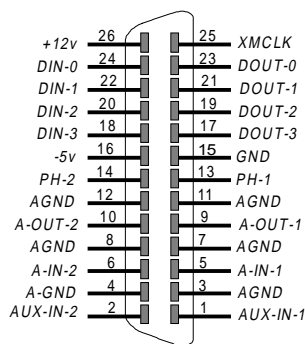 +12v 26 25 XMCLK
DIN-0 24 23 DOUT-0
DIN-1 22 21 DOUT-1
DIN-2 20 19 DOUT-2
DIN-3 18 17 DOUT-3
-5v 16 15 GND
PH-2 14 13 PH-1
AGND 12 11 AGND
A-OUT-2 10 9 A-OUT-1
AGND 8 7 AGND
A-IN-2 6 5 A-IN-1
A-GND 4 3 AGND
AUX-IN-2 2 1 AUX-IN-1